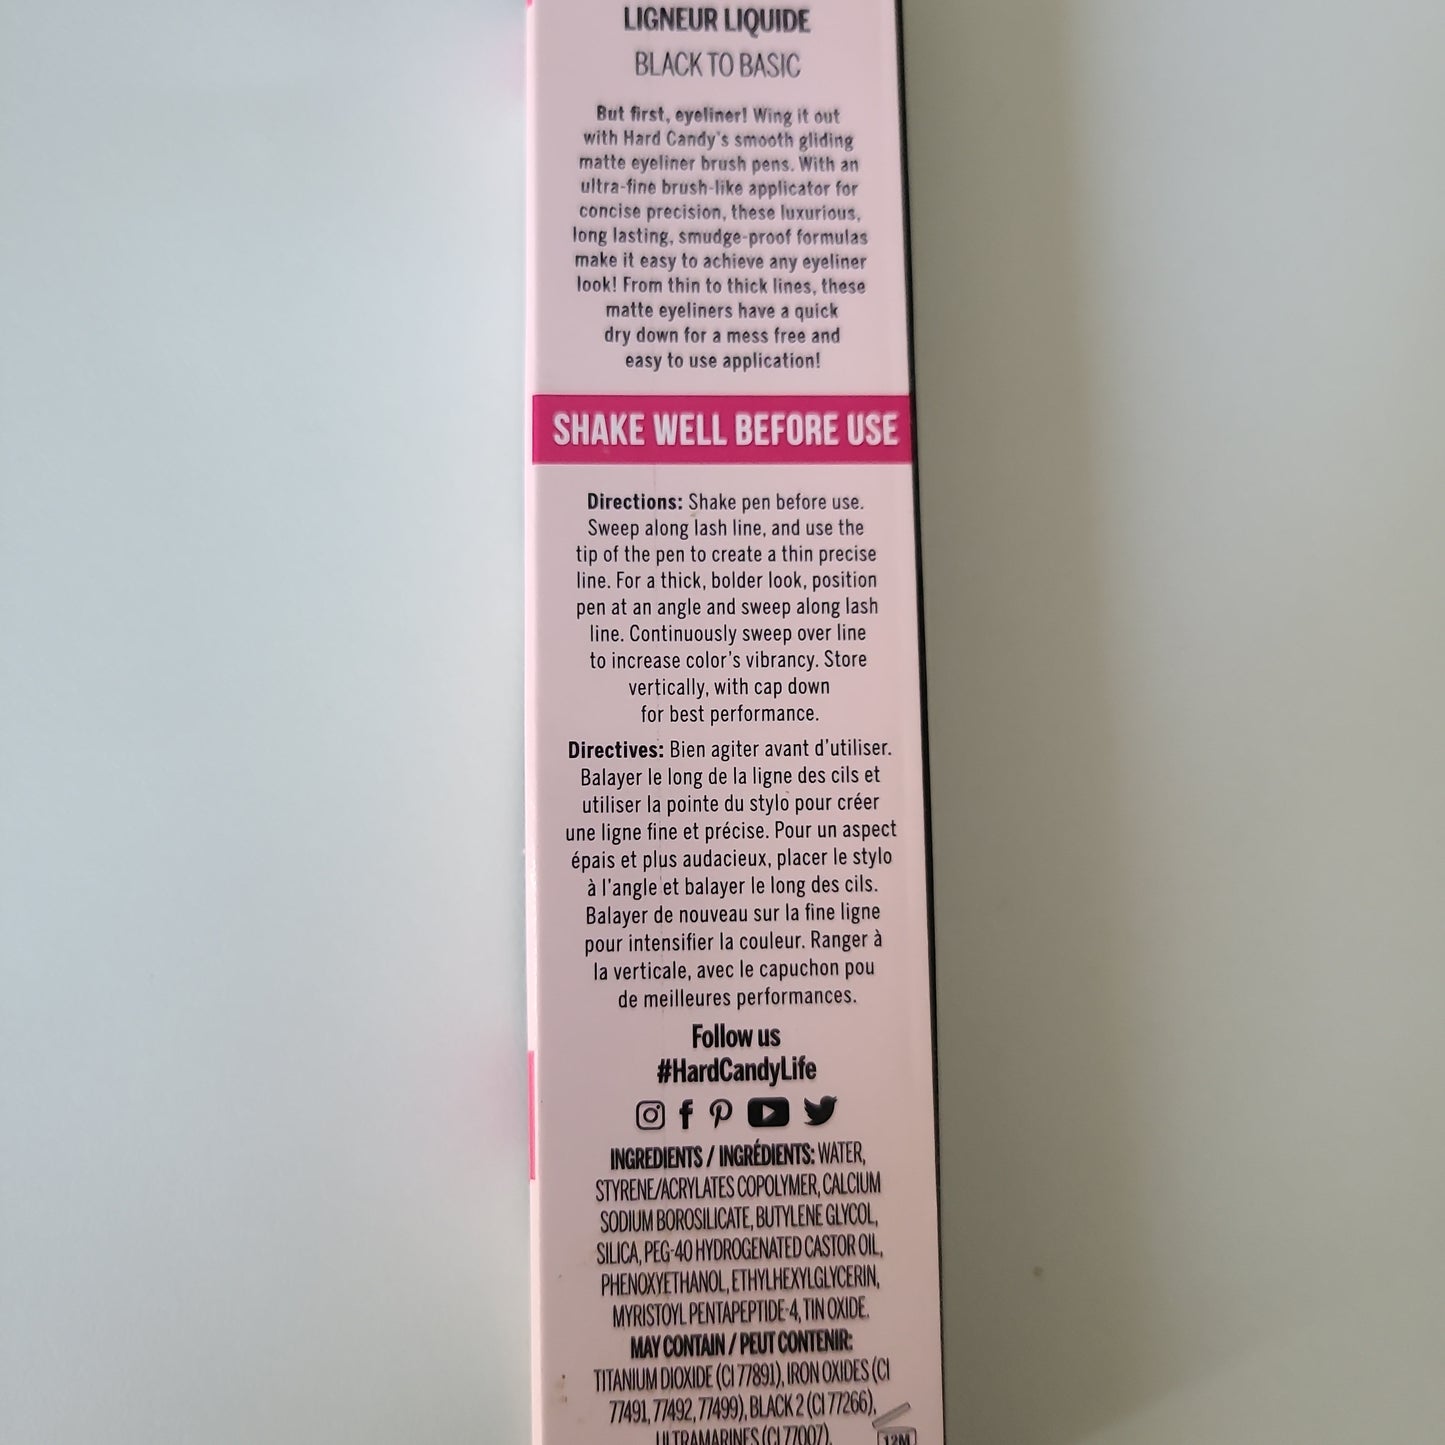 LIGNEUR LIQUIDE
BLACK TO BASIC
But first, eyeliner! Wing it out
with Hard Candy's smooth gliding
matte eyeliner brush pens. With an
ultra-fine brush-like applicator for
concise precision, these luxurious,
long lasting, smudge-proof formulas
make it easy to achieve any eyeliner
look! From thin to thick lines, these
matte eyeliners have a quick
dry down for a mess free and
easy to use application!
SHAKE WELL BEFORE USE
Directions: Shake pen before use.
Sweep along lash line, and use the
tip of the pen to create a thin precise
line. For a thick, bolder look, position
pen at an angle and sweep along lash
line. Continuously sweep over line
to increase color's vibrancy. Store
vertically, with cap down
for best performance.
Directives: Bien agiter avant d'utiliser.
Balayer le long de la ligne des cils et
utiliser la pointe du stylo pour créer
une ligne fine et précise. Pour un aspect
épais et plus audacieux, placer le stylo
à l'angle et balayer le long des cils.
Balayer de nouveau sur la fine ligne
pour intensifier la couleur. Ranger à
la verticale, avec le capuchon pou
de meilleures performances.
Follow us
#HardCandyLife
INGREDIENTS / INGRÉDIENTS: WATER,
STYRENE/ACRYLATES COPOLYMER, CALCIUM
SODIUM BOROSILICATE, BUTYLENE GLYCOL,
SILICA, PEG-40 HYDROGENATED CASTOR OIL,
PHENOXYETHANOL, ETHYLHEXYLGLYCERIN,
MYRISTOYL PENTAPEPTIDE-4, TIN OXIDE.
MAY CONTAIN / PEUT CONTENIR:
TITANIUM DIOXIDE (CI 77891), IRON OXIDES (CI
77491, 77492, 77499), BLACK 2 (CI 77266),
ULTRAMARINES (CI 77007).
12M